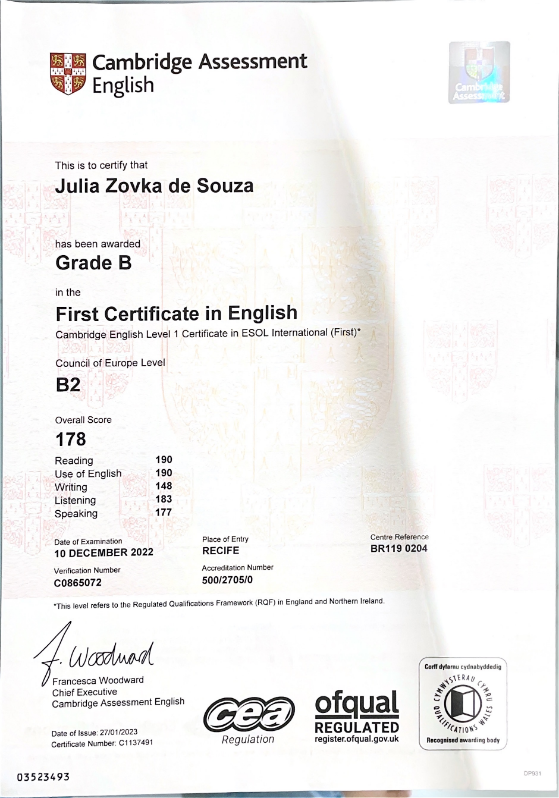 Cambridge Assessment
English
Cambridge
Assessment
This is to certify that
Julia Zovka de Souza
has been awarded
Grade B
in the
First Certificate in English
Cambridge English Level 1 Certificate in ESOL International (First)*
Council of Europe Level
B2
Overall Score
178
Reading 190
Use of English 190
Writing 148
Listening 183
Speaking 177
Date of Examination
10 DECEMBER 2022
Place of Entry
RECIFE
Centre Reference
BR119 0204
Verification Number
C0865072
Accreditation Number
500/2705/0
*This level refers to the Regulated Qualifications Framework (RQF) in England and Northern Ireland.
F. Woodward
Francesca Woodward
Chief Executive
Cambridge Assessment English
Date of Issue: 27/01/2023
Certificate Number: C1137491
cea
Regulation
ofqual
REGULATED
register.ofqual.gov.uk
Corff dyfarnu cydnabyddedig
CYMWYSTERAU CYMRU
QUALIFICATIONS WALES
Recognised awarding body
03523493
DP931